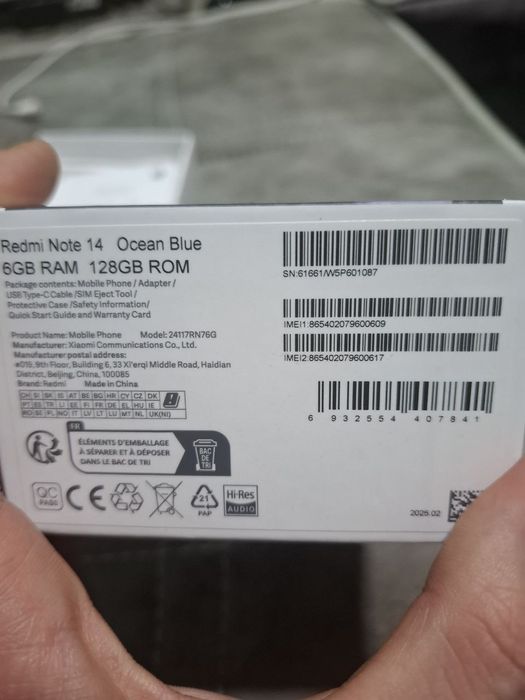 Redmi Note 14 Ocean Blue
6GB RAM 128GB ROM
Package contents: Mobile Phone / Adapter /
USB Type-C Cable /SIM Eject Tool /
Protective Case /Safety Information/
Quick Start Guide and Warranty Card
Product Name: Mobile Phone Model: 24117RN76G
Manufacturer: Xiaomi Communications Co., Ltd.
Manufacturer postal address:
#019, 9th Floor, Building 6, 33 Xi'erqi Middle Road, Haidian
District, Beijing, China, 100085
Brand: Redmi Made in China
CH SI SK IS AT BE BG HR CY CZ DK
PT ES TR LI EE FI FR DE EL HU IE
RO SE PL NO IT LV LT LU MT NL UK(NI)
FR
ÉLÉMENTS D'EMBALLAGE
À SÉPARER ET À DÉPOSER
DANS LE BAC DE TRI
BAC
DE
TRI
QC
PASS
CE
21
PAP
Hi-Res
AUDIO
SN:61661/W5P601087
IMEI1:865402079600609
IMEI2:865402079600617
6 932554 407841
2025.02